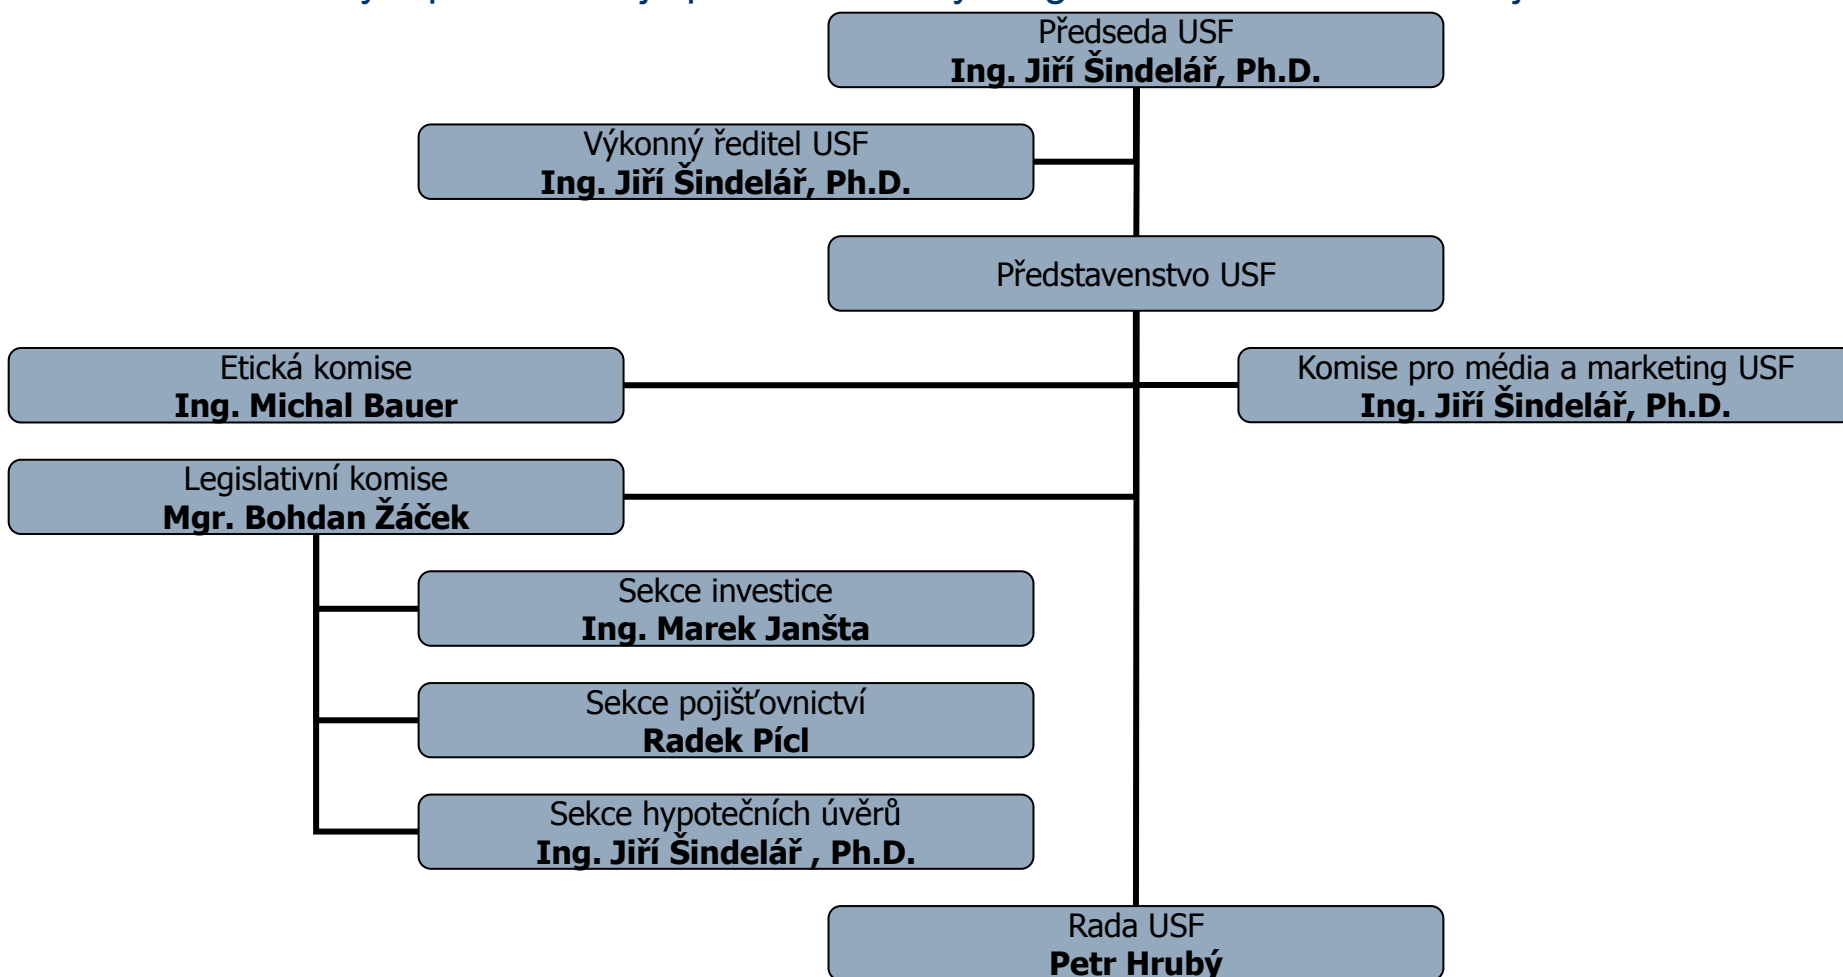 Předseda USF
Ing. Jiří Šindelář, Ph.D.
Výkonný ředitel USF
Ing. Jiří Šindelář, Ph.D.
Představenstvo USF
Etická komise
Ing. Michal Bauer
Komise pro média a marketing USF
Ing. Jiří Šindelář, Ph.D.
Legislativní komise
Mgr. Bohdan Žáček
Sekce investice
Ing. Marek Janšta
Sekce pojišťovnictví
Radek Pícl
Sekce hypotečních úvěrů
Ing. Jiří Šindelář , Ph.D.
Rada USF
Petr Hrubý